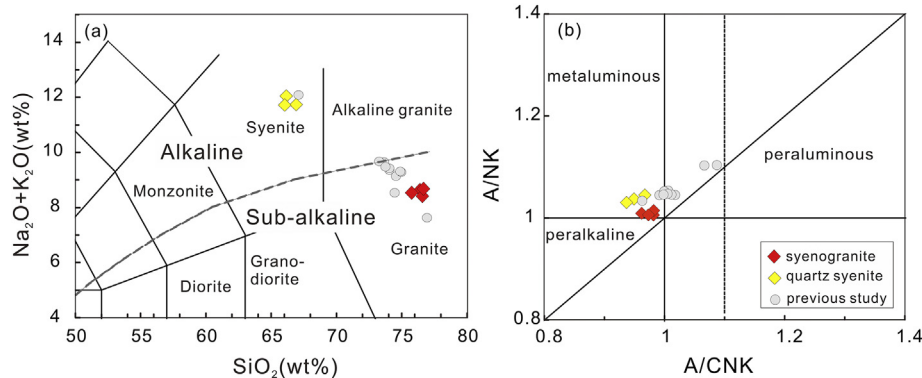 (a)
Na₂O+K₂O(wt%)
14
12
10
8
6
4
Syenite
Alkaline granite
Alkaline
Monzonite
Sub-alkaline
Granite
Diorite
Grano-
diorite
50 55 60 65 70 75 80
SiO₂(wt%)
(b)
A/NK
1.4
1.2
1
0.8
metaluminous
peraluminous
peralkaline
syenogranite
quartz syenite
previous study
0.8 1 1.2 1.4
A/CNK